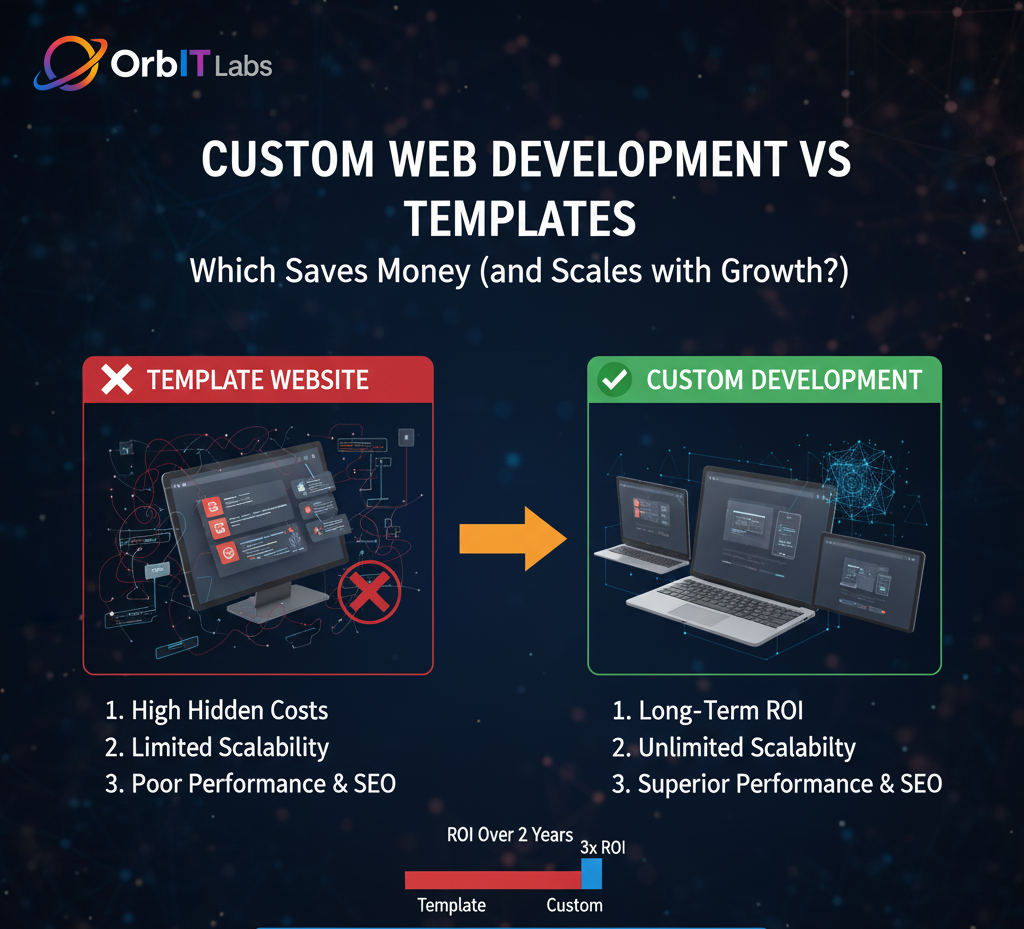 OrbIT Labs
CUSTOM WEB DEVELOPMENT VS
TEMPLATES
Which Saves Money (and Scales with Growth?)
TEMPLATE WEBSITE
CUSTOM DEVELOPMENT
1. High Hidden Costs
2. Limited Scalability
3. Poor Performance & SEO
1. Long-Term ROI
2. Unlimited Scalabilty
3. Superior Performance & SEO
ROI Over 2 Years
3x ROI
Template
Custom